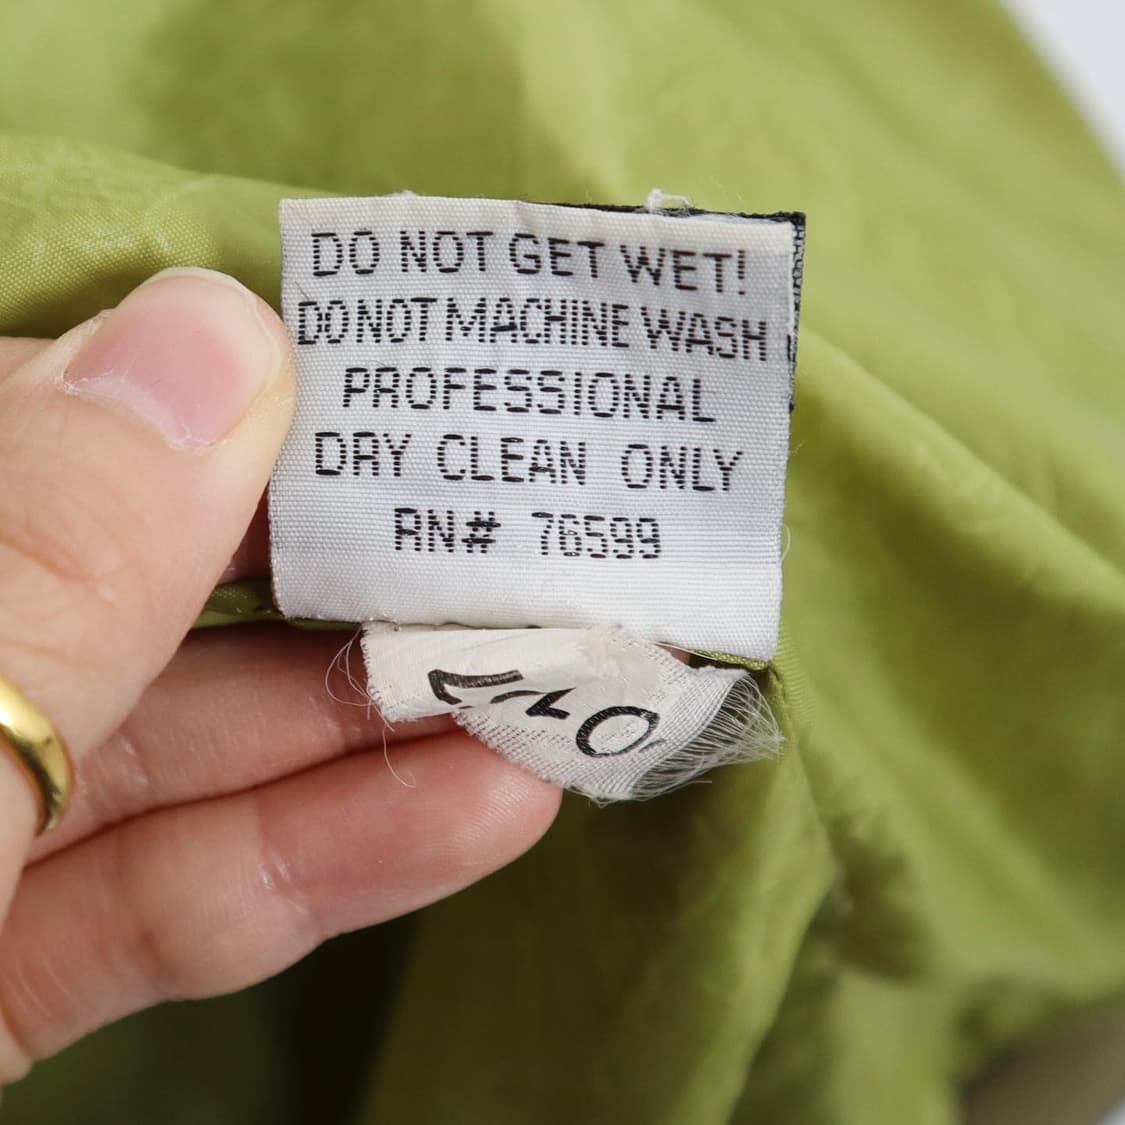 DO NOT GET WET!
DO NOT MACHINE WASH
PROFESSIONAL
DRY CLEAN ONLY
RN# 76599